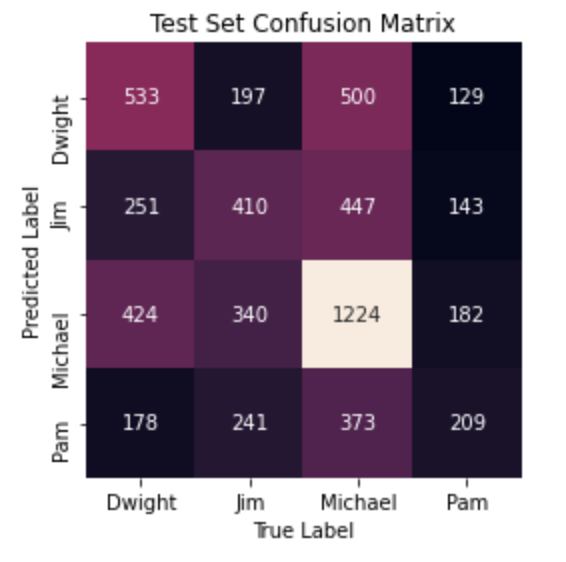 Test Set Confusion Matrix
Predicted Label
Dwight 533 197 500 129
Jim 251 410 447 143
Michael 424 340 1224 182
Pam 178 241 373 209
Dwight Jim Michael Pam
True Label